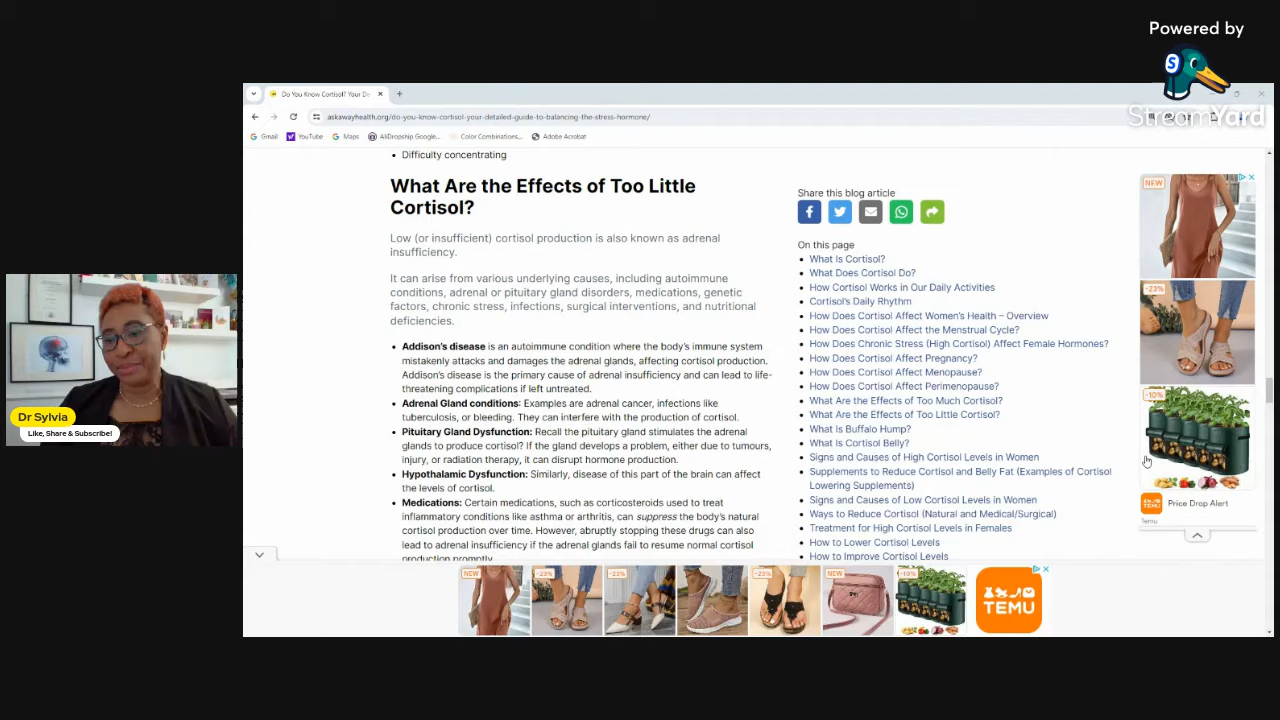 Powered by
S
StreamYard
Do You Know Cortisol? Your De
askawayhealth.org/do-you-know-cortisol-your-detailed-guide-to-balancing-the-stress-hormone/
Gmail
YouTube
Maps
AliDropship Google...
Color Combinations...
Adobe Acrobat
• Difficulty concentrating
What Are the Effects of Too Little
Cortisol?
Low (or insufficient) cortisol production is also known as adrenal
insufficiency.
It can arise from various underlying causes, including autoimmune
conditions, adrenal or pituitary gland disorders, medications, genetic
factors, chronic stress, infections, surgical interventions, and nutritional
deficiencies.
• Addison's disease is an autoimmune condition where the body's immune system
mistakenly attacks and damages the adrenal glands, affecting cortisol production.
Addison's disease is the primary cause of adrenal insufficiency and can lead to life-
threatening complications if left untreated.
• Adrenal Gland conditions: Examples are adrenal cancer, infections like
tuberculosis, or bleeding. They can interfere with the production of cortisol.
• Pituitary Gland Dysfunction: Recall the pituitary gland stimulates the adrenal
glands to produce cortisol? If the gland develops a problem, either due to tumours,
injury, or radiation therapy, it can disrupt hormone production.
• Hypothalamic Dysfunction: Similarly, disease of this part of the brain can affect
the levels of cortisol.
• Medications: Certain medications, such as corticosteroids used to treat
inflammatory conditions like asthma or arthritis, can suppress the body's natural
cortisol production over time. However, abruptly stopping these drugs can also
lead to adrenal insufficiency if the adrenal glands fail to resume normal cortisol
production promptly.
Share this blog article
On this page
• What Is Cortisol?
• What Does Cortisol Do?
• How Cortisol Works in Our Daily Activities
• Cortisol's Daily Rhythm
• How Does Cortisol Affect Women's Health – Overview
• How Does Cortisol Affect the Menstrual Cycle?
• How Does Chronic Stress (High Cortisol) Affect Female Hormones?
• How Does Cortisol Affect Pregnancy?
• How Does Cortisol Affect Menopause?
• How Does Cortisol Affect Perimenopause?
• What Are the Effects of Too Much Cortisol?
• What Are the Effects of Too Little Cortisol?
• What Is Buffalo Hump?
• What Is Cortisol Belly?
• Signs and Causes of High Cortisol Levels in Women
• Supplements to Reduce Cortisol and Belly Fat (Examples of Cortisol
Lowering Supplements)
• Signs and Causes of Low Cortisol Levels in Women
• Ways to Reduce Cortisol (Natural and Medical/Surgical)
• Treatment for High Cortisol Levels in Females
• How to Lower Cortisol Levels
• How to Improve Cortisol Levels
NEW
-23%
-10%
Price Drop Alert
Temu
Dr Sylvia
Like, Share & Subscribe!
NEW
-23%
-23%
-23%
NEW
-10%
TEMU